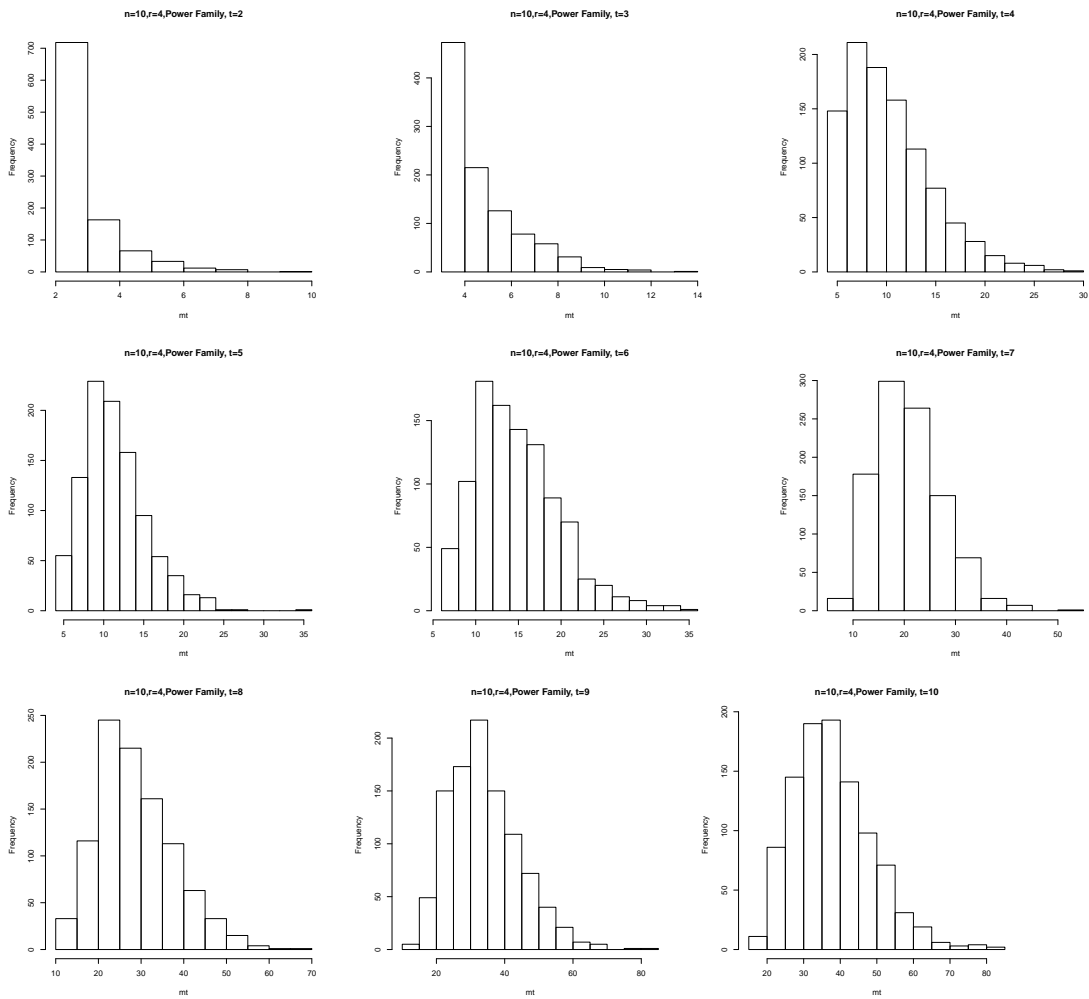 n=10,r=4,Power Family, t=2
Frequency
0 100 200 300 400 500 600 700
2 4 6 8 10
mt
n=10,r=4,Power Family, t=3
Frequency
0 100 200 300 400
4 6 8 10 12 14
mt
n=10,r=4,Power Family, t=4
Frequency
0 50 100 150 200
5 10 15 20 25 30
mt
n=10,r=4,Power Family, t=5
Frequency
0 50 100 150 200
5 10 15 20 25 30 35
mt
n=10,r=4,Power Family, t=6
Frequency
0 50 100 150
5 10 15 20 25 30 35
mt
n=10,r=4,Power Family, t=7
Frequency
0 50 100 150 200 250 300
10 20 30 40 50
mt
n=10,r=4,Power Family, t=8
Frequency
0 50 100 150 200 250
10 20 30 40 50 60 70
mt
n=10,r=4,Power Family, t=9
Frequency
0 50 100 150 200
20 40 60 80
mt
n=10,r=4,Power Family, t=10
Frequency
0 50 100 150 200
20 30 40 50 60 70 80
mt